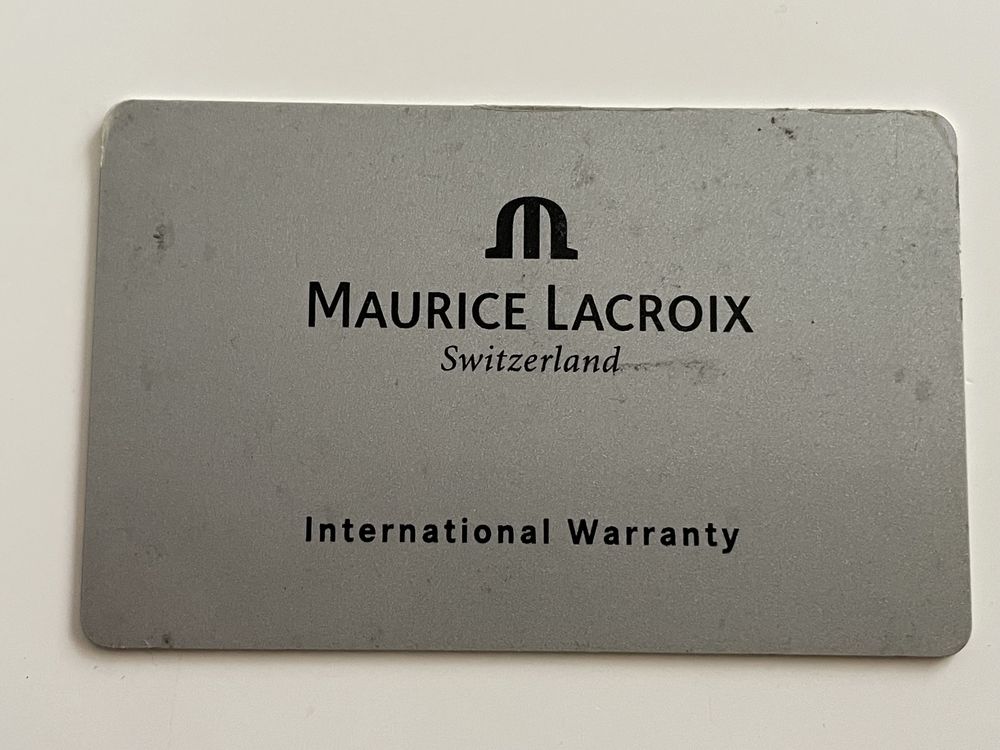 MAURICE LACROIX
Switzerland
International Warranty